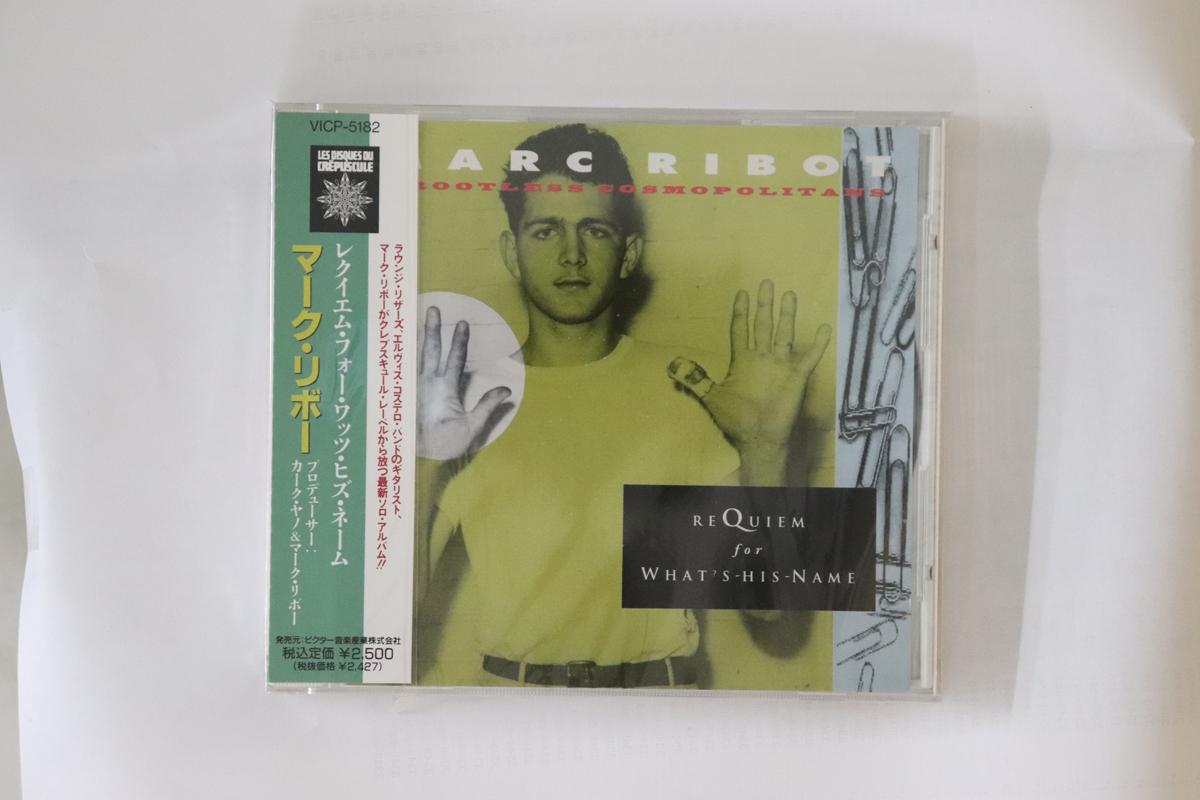 VICP-5182
LES DISQUES DU
CRÉPUSCULE
ラウンジ・リザーズ、エルヴィス・コステロ・バンドのギタリスト、
マーク・リボーがクレプスキュール・レーベルから放つ最新ソロ・アルバム!!
レクイエム・フォー・ワッツ・ヒズ・ネーム
マーク・リボー
プロデューサー:
カーク・ヤノ&マーク・リボー
発売元:ビクター音楽産業株式会社
税込定価 ¥2,500
(税抜価格 ¥2,427)
ARC RIBOT
ROOTLESS COSMOPOLITANS
REQUIEM
for
WHAT'S-HIS-NAME